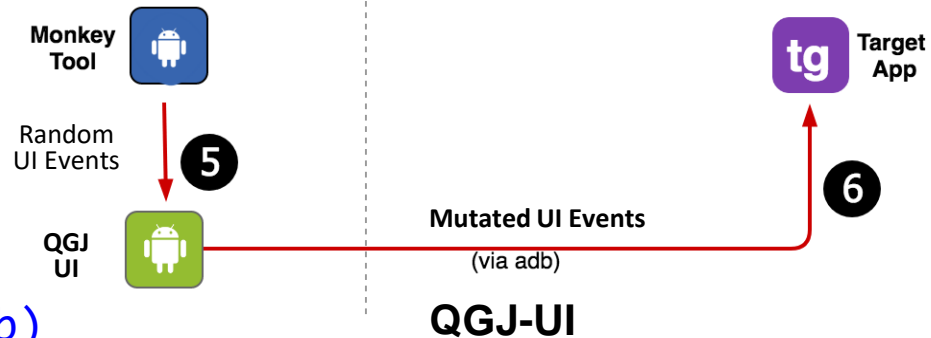 Monkey
Tool
tg
Target
App
Random
UI Events
5
6
QGJ
UI
Mutated UI Events
(via adb)
QGJ-UI